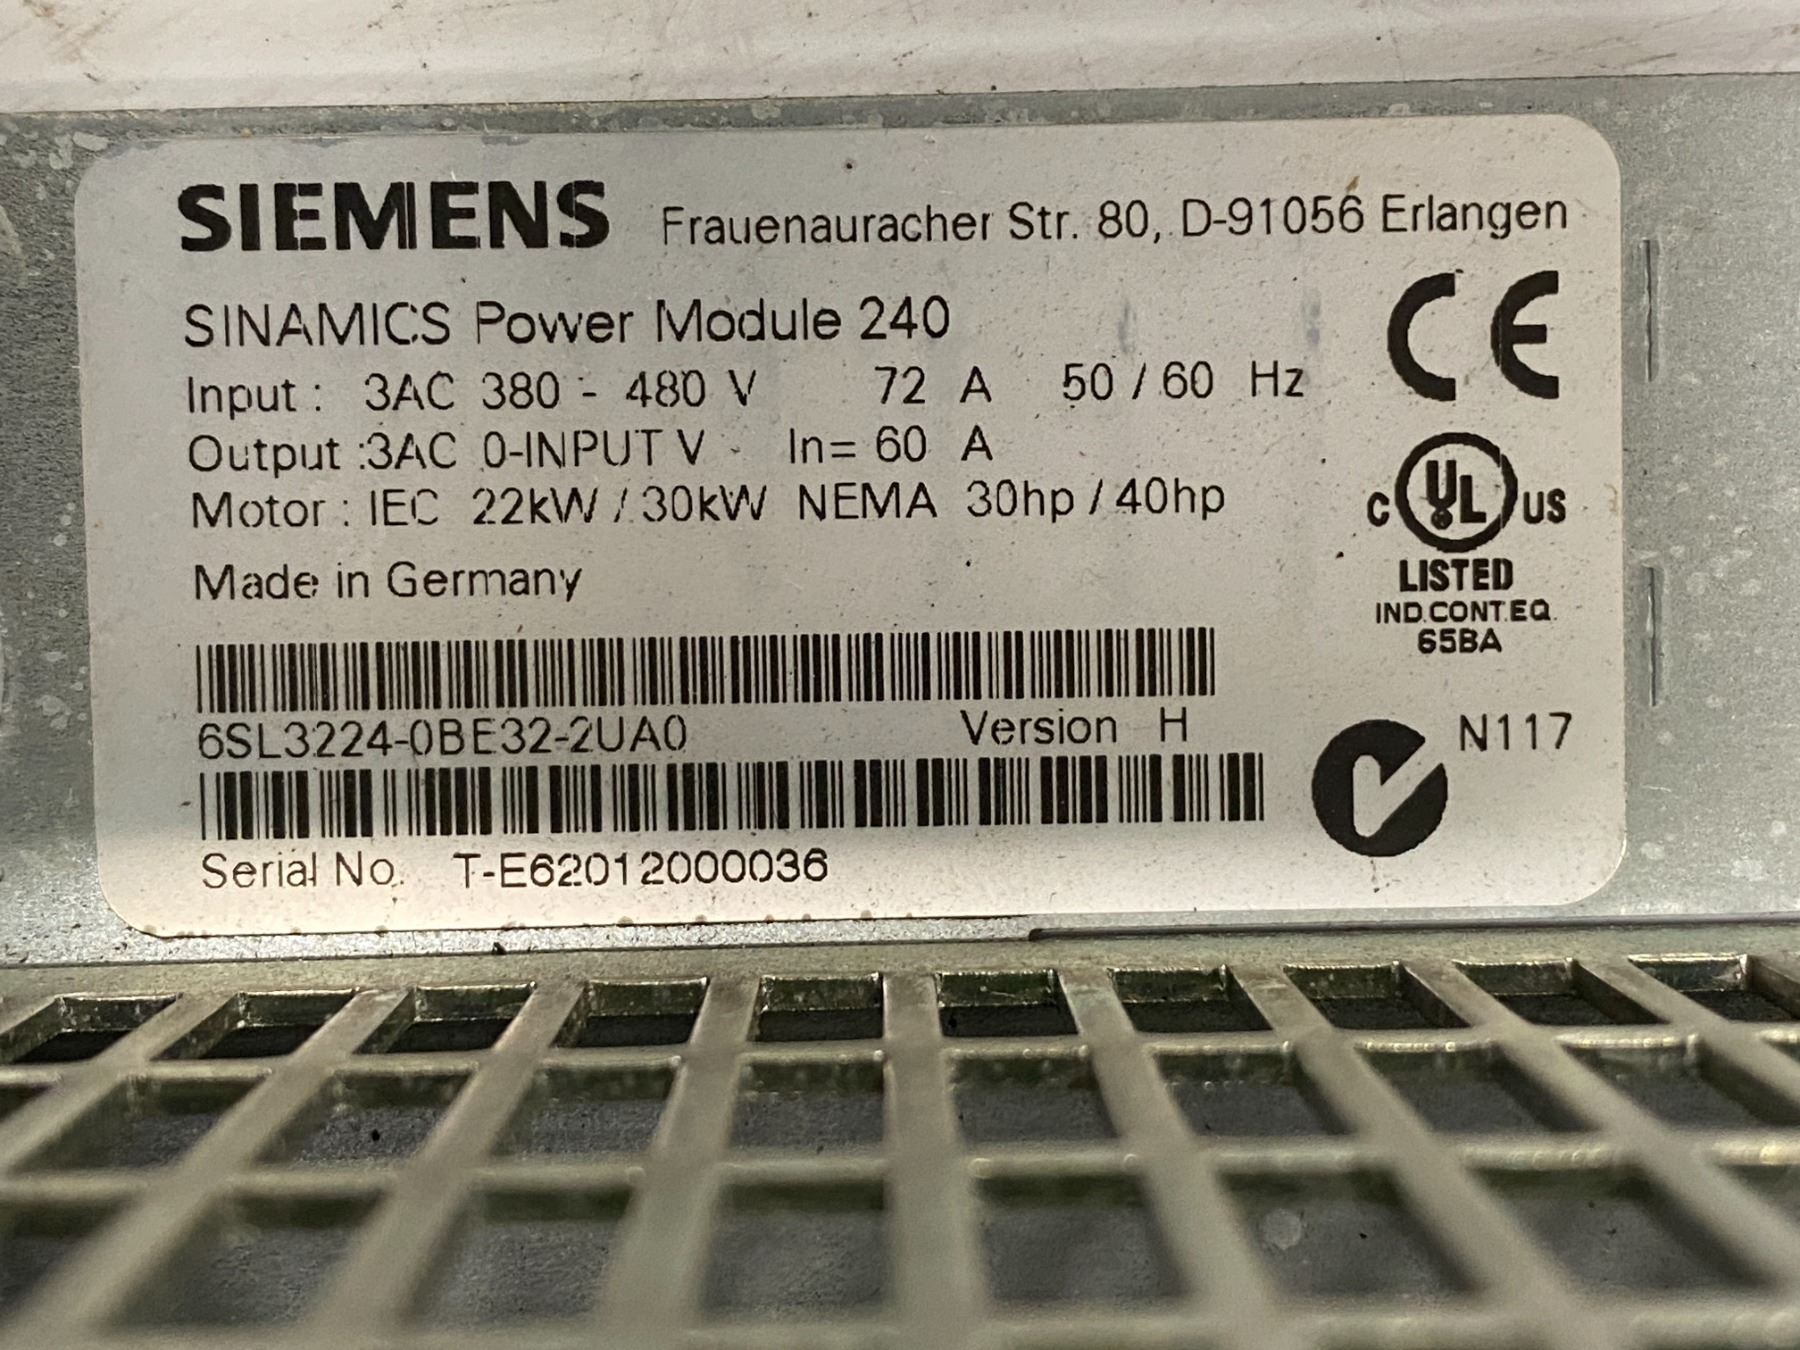 SIEMENS Frauenauracher Str. 80, D-91056 Erlangen
SINAMICS Power Module 240
Input : 3AC 380 - 480 V 72 A 50 / 60 Hz
Output :3AC 0-INPUT V In= 60 A
Motor : IEC 22kW / 30kW NEMA 30hp / 40hp
Made in Germany
CE
C UL US
LISTED
IND.CONT.EQ.
65BA
6SL3224-0BE32-2UA0 Version H
N117
Serial No. T-E62012000036